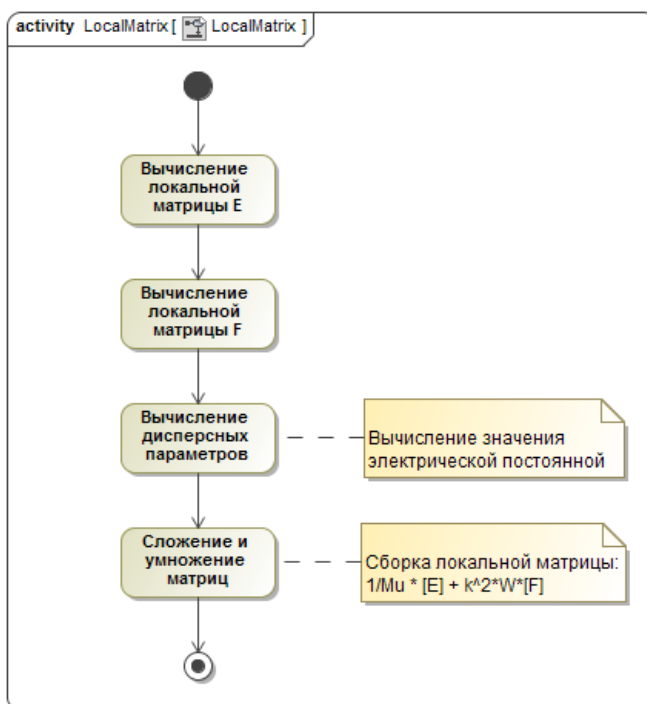 activity LocalMatrix [ LocalMatrix ]
Вычисление
локальной
матрицы E
Вычисление
локальной
матрицы F
Вычисление
дисперсных
параметров
Вычисление значения
электрической постоянной
Сложение и
умножение
матриц
Сборка локальной матрицы:
1/Mu * [E] + k^2*W*[F]